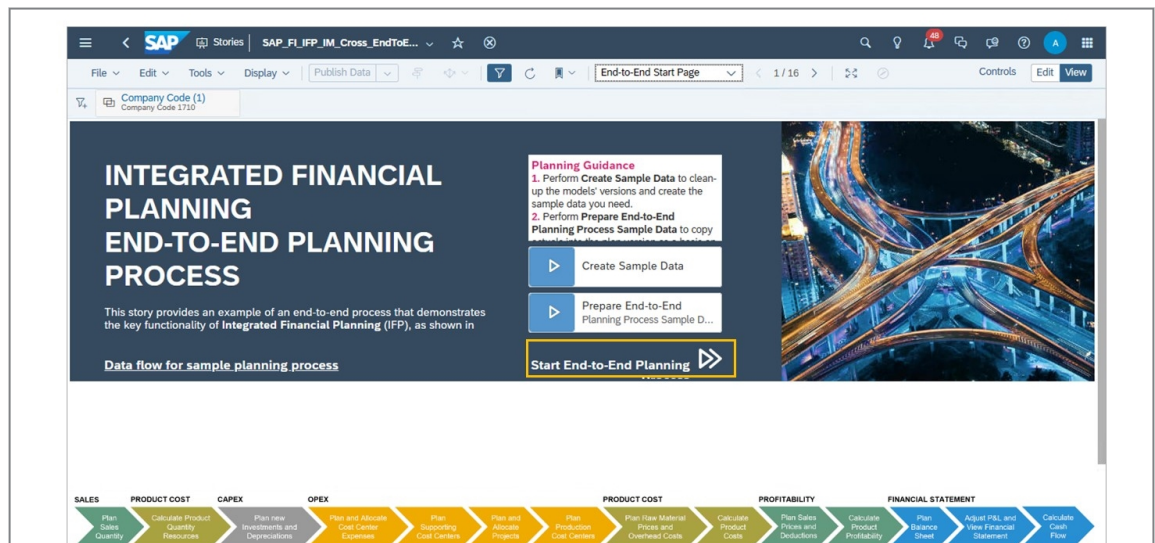 48
SAP Stories SAP_FI_IFP_IM_Cross_EndToE... A
File Edit Tools Display Publish Data End-to-End Start Page 1/16 Controls Edit View
Company Code (1)
Company Code 1710
INTEGRATED FINANCIAL
PLANNING
END-TO-END PLANNING
PROCESS
This story provides an example of an end-to-end process that demonstrates
the key functionality of Integrated Financial Planning (IFP), as shown in
Data flow for sample planning process
Planning Guidance
1. Perform Create Sample Data to clean-
up the models' versions and create the
sample data you need.
2. Perform Prepare End-to-End
Planning Process Sample Data to copy
Create Sample Data
Prepare End-to-End
Planning Process Sample D...
Start End-to-End Planning
SALES PRODUCT COST CAPEX OPEX PRODUCT COST PROFITABILITY FINANCIAL STATEMENT
Plan
Sales
Quantity
Calculate Product
Quantity
Resources
Plan new
Investments and
Depreciations
Plan and Allocate
Cost Center
Expenses
Plan
Supporting
Cost Centers
Plan and
Allocate
Projects
Plan
Production
Cost Centers
Plan Raw Material
Prices and
Overhead Costs
Calculate
Product
Costs
Plan Sales
Prices and
Deductions
Calculate
Product
Profitability
Plan
Balance
Sheet
Adjust P&L and
View Financial
Statement
Calculate
Cash
Flow